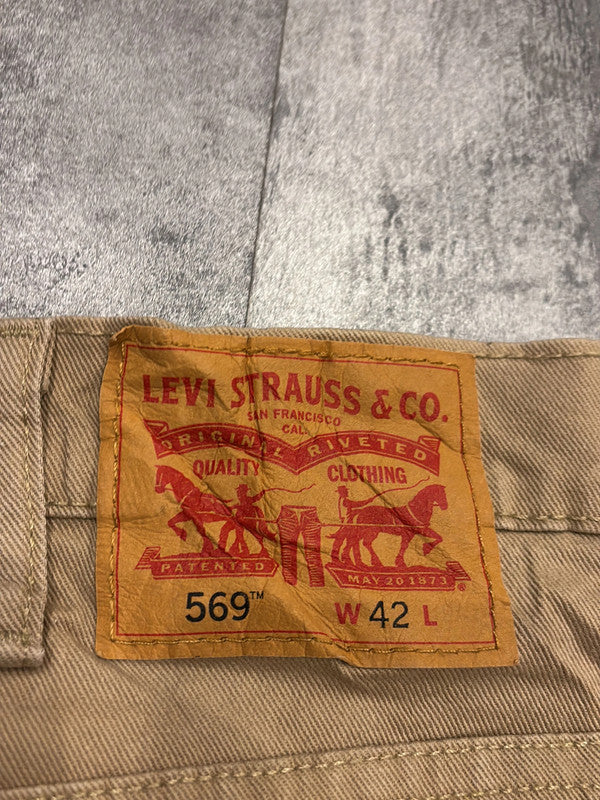 LEVI STRAUSS & CO.
SAN FRANCISCO
CAL.
ORIGINAL RIVETED
QUALITY CLOTHING
PATENTED MAY 20 1873
569™ W 42 L